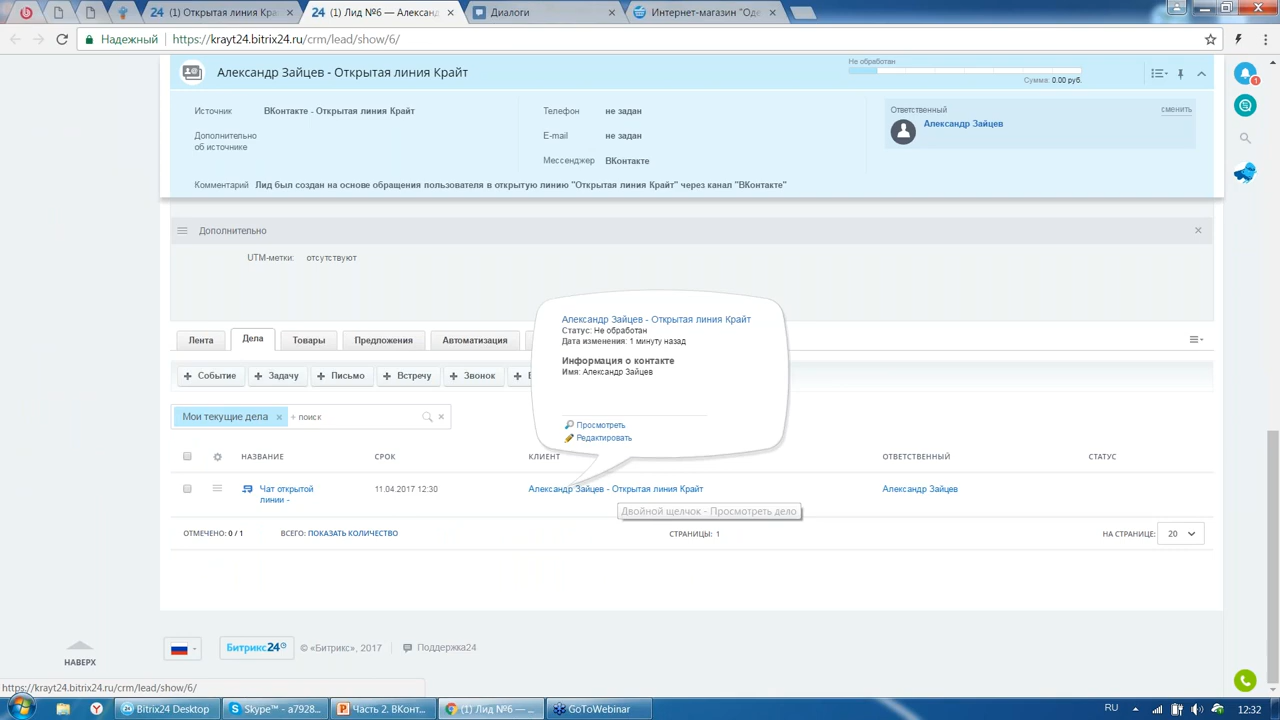 24 (1) Открытая лини
24 (1) Лид №6 — Александ
Диалоги
Интернет-магазин "Оде
Надежный
https://krayt24.bitrix24.ru/crm/lead/show/6/
Александр Зайцев - Открытая линия Крайт
Не обработан
Сумма: 0.00 руб.
1
Источник ВКонтакте - Открытая линия Крайт
Телефон не задан
Ответственный сменить
Александр Зайцев
Дополнительно
об источнике
E-mail не задан
Мессенджер ВКонтакте
Комментарий Лид был создан на основе обращения пользователя в открытую линию "Открытая линия Крайт" через канал "ВКонтакте"
Дополнительно
UTM-метки: отсутствуют
Александр Зайцев - Открытая линия Крайт
Статус: Не обработан
Дата изменения: 1 минуту назад
Информация о контакте
Имя: Александр Зайцев
Просмотреть
Редактировать
Лента Дела Товары Предложения Автоматизация
+ Событие + Задачу + Письмо + Встречу + Звонок +
Мои текущие дела × + поиск
НАЗВАНИЕ СРОК КЛИЕНТ ОТВЕТСТВЕННЫЙ СТАТУС
Чат открытой
линии -
11.04.2017 12:30
Александр Зайцев - Открытая линия Крайт
Александр Зайцев
Двойной щелчок - Просмотреть дело
ОТМЕЧЕНО: 0 / 1 ВСЕГО: ПОКАЗАТЬ КОЛИЧЕСТВО СТРАНИЦЫ: 1 НА СТРАНИЦЕ: 20
НАВЕРХ
Битрикс24 © «Битрикс», 2017 Поддержка24
https://krayt24.bitrix24.ru/crm/lead/show/6/
Bitrix24 Desktop
Skype™ - a7928...
Часть 2. ВКонт...
(1) Лид №6 — ...
GoToWebinar
RU
12:32